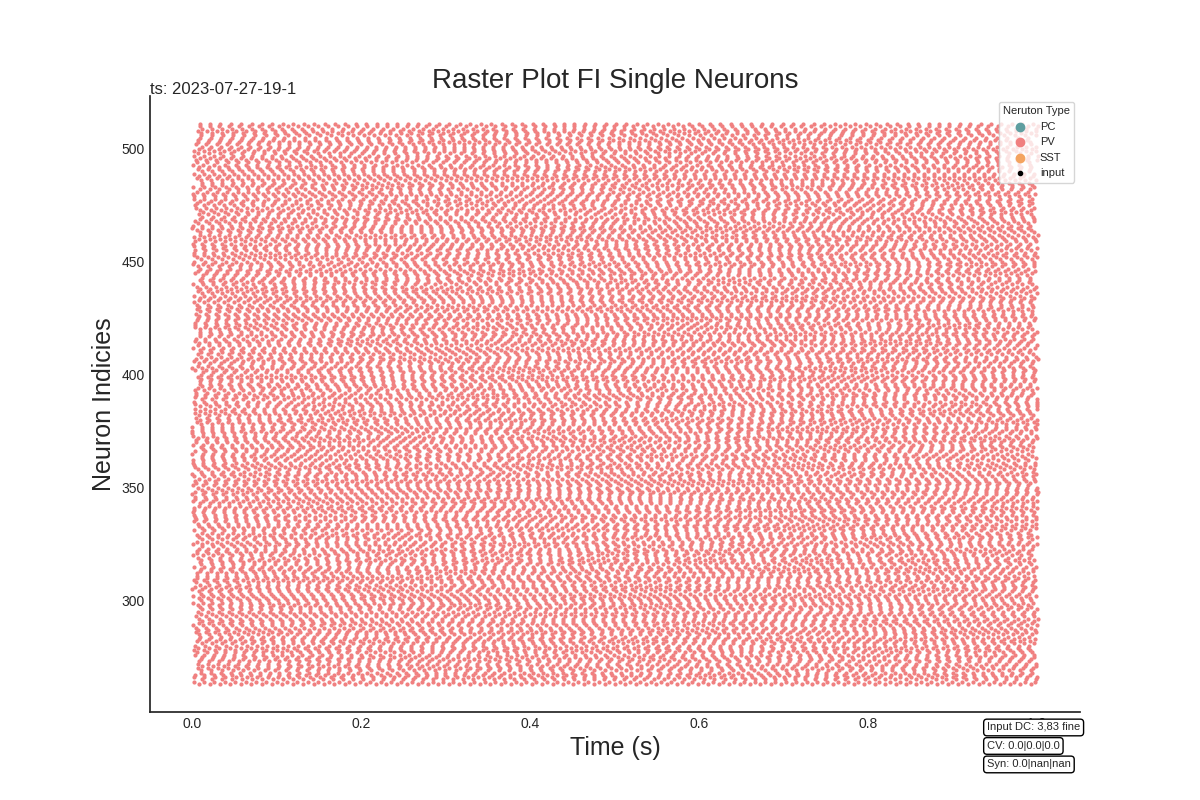 Raster Plot FI Single Neurons
ts: 2023-07-27-19-1
Neruton Type
PC
PV
SST
input
500
450
400
350
300
Neuron Indicies
0.0
0.2
0.4
0.6
0.8
Time (s)
Input DC: 3,83 fine
CV: 0.0|0.0|0.0
Syn: 0.0|nan|nan